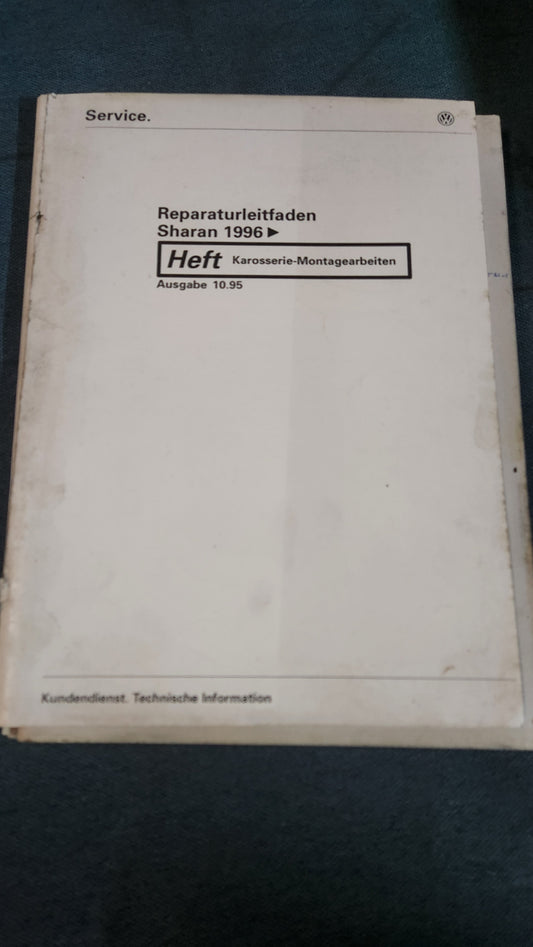 Service.
Reparaturleitfaden
Sharan 1996 ►
Heft Karosserie-Montagearbeiten
Ausgabe 10.95
Kundendienst. Technische Information